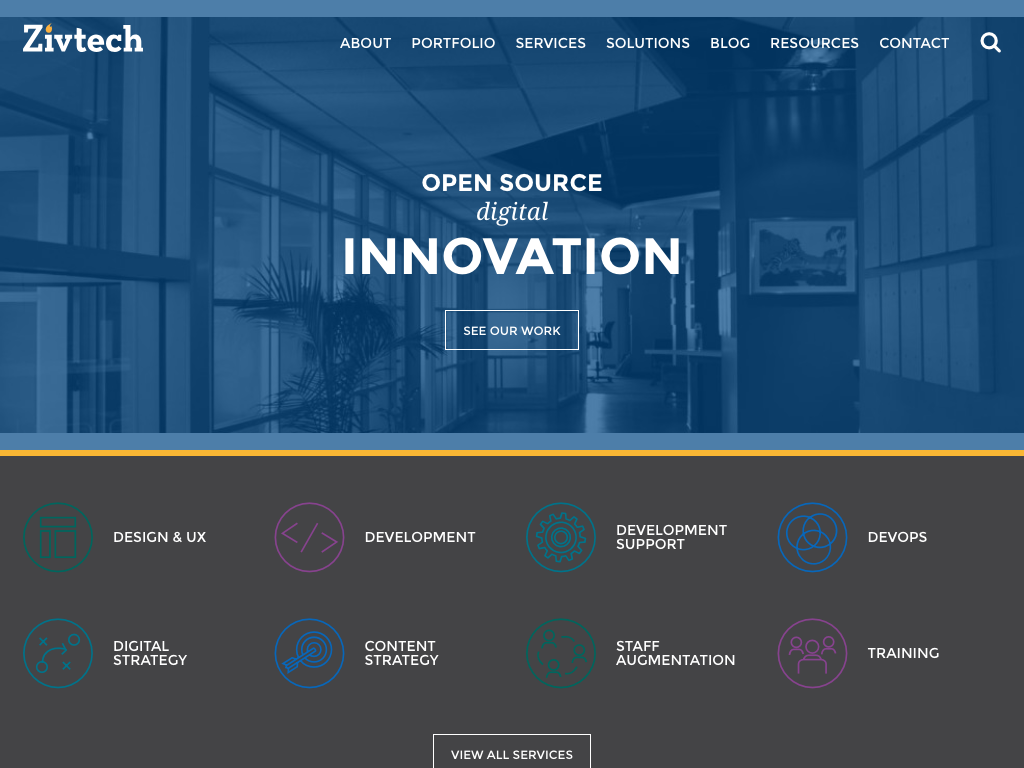 Zivtech
ABOUT PORTFOLIO SERVICES SOLUTIONS BLOG RESOURCES CONTACT
OPEN SOURCE
digital
INNOVATION
SEE OUR WORK
DESIGN & UX
DEVELOPMENT
DEVELOPMENT
SUPPORT
DEVOPS
DIGITAL
STRATEGY
CONTENT
STRATEGY
STAFF
AUGMENTATION
TRAINING
VIEW ALL SERVICES